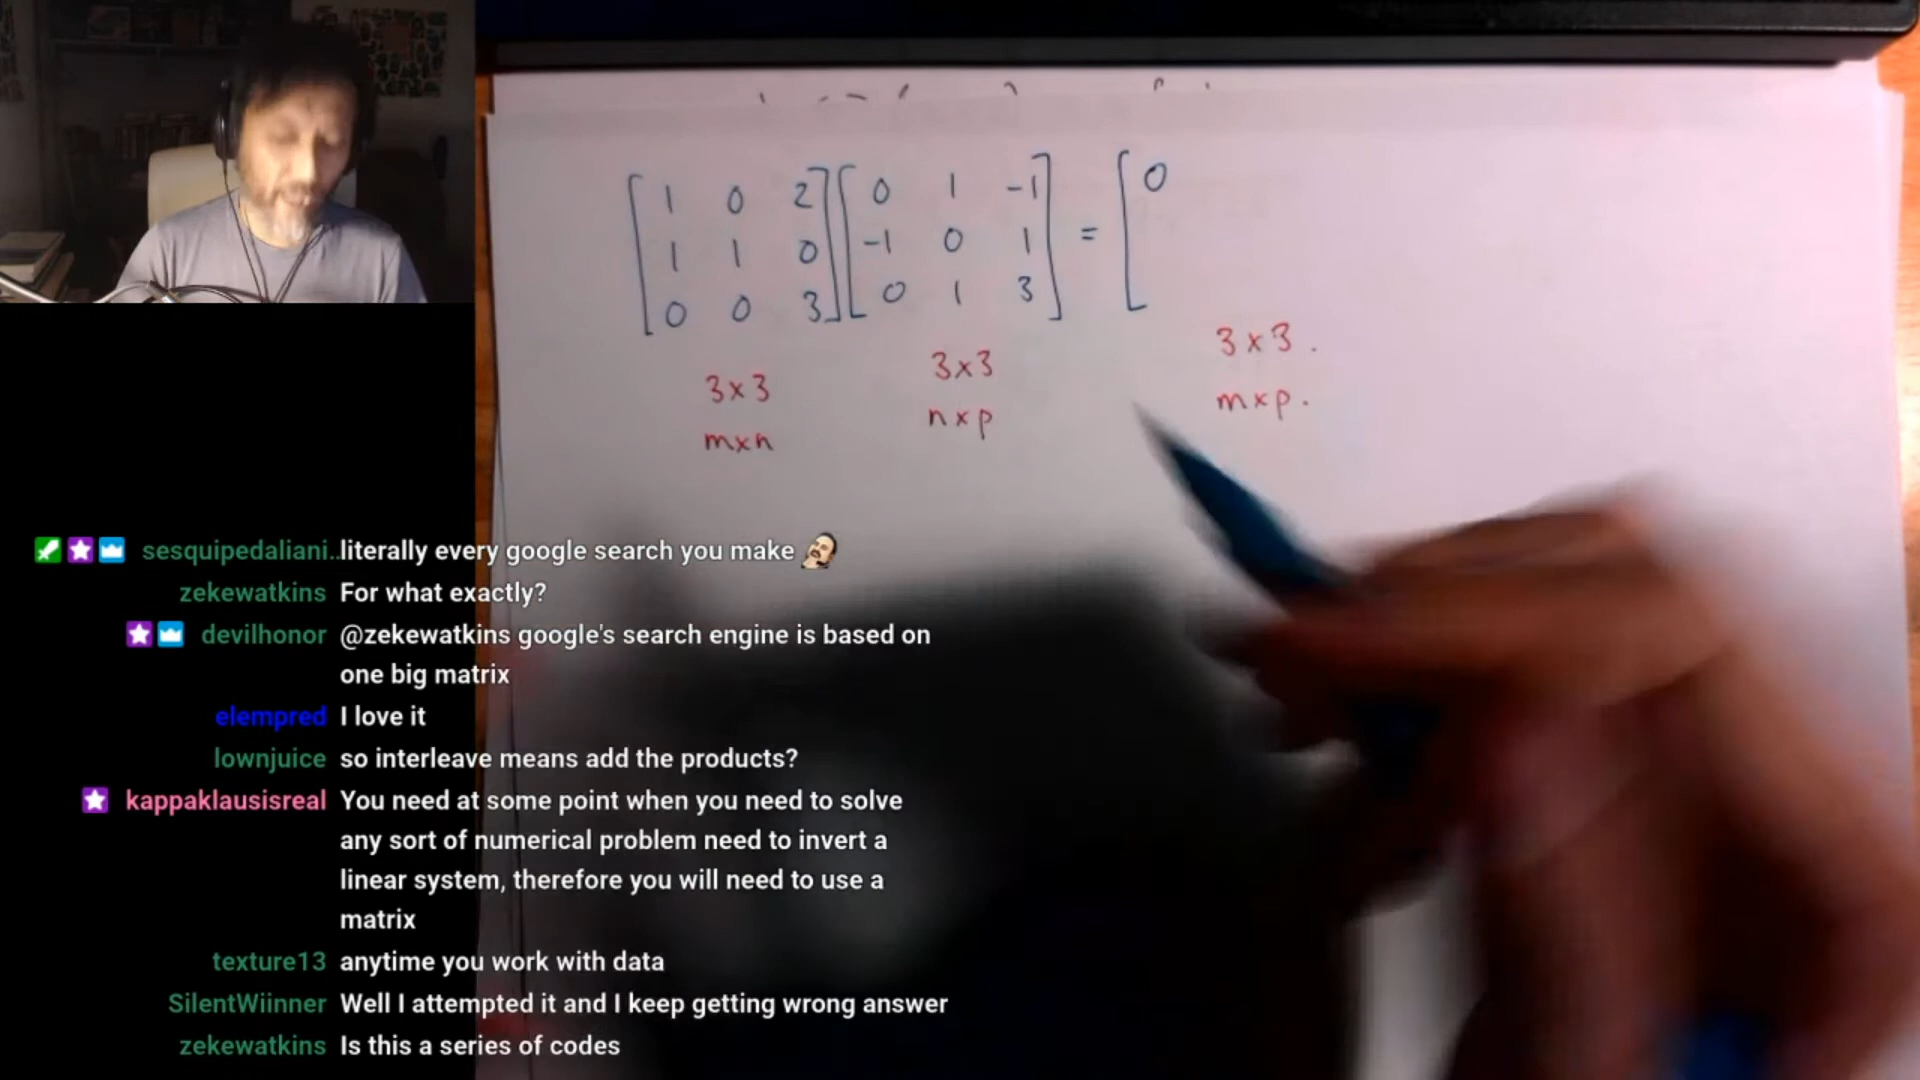 1 0 2 0 1 -1 0
1 1 0 -1 0 1 =
0 0 3 0 1 3
3x3 3x3 3x3.
mxn nxp mxp.
sesquipedaliani.. literally every google search you make
zekewatkins For what exactly?
devilhonor @zekewatkins google's search engine is based on
one big matrix
elempred I love it
lownjuice so interleave means add the products?
kappaklausisreal You need at some point when you need to solve
any sort of numerical problem need to invert a
linear system, therefore you will need to use a
matrix
texture13 anytime you work with data
SilentWiinner Well I attempted it and I keep getting wrong answer
zekewatkins Is this a series of codes